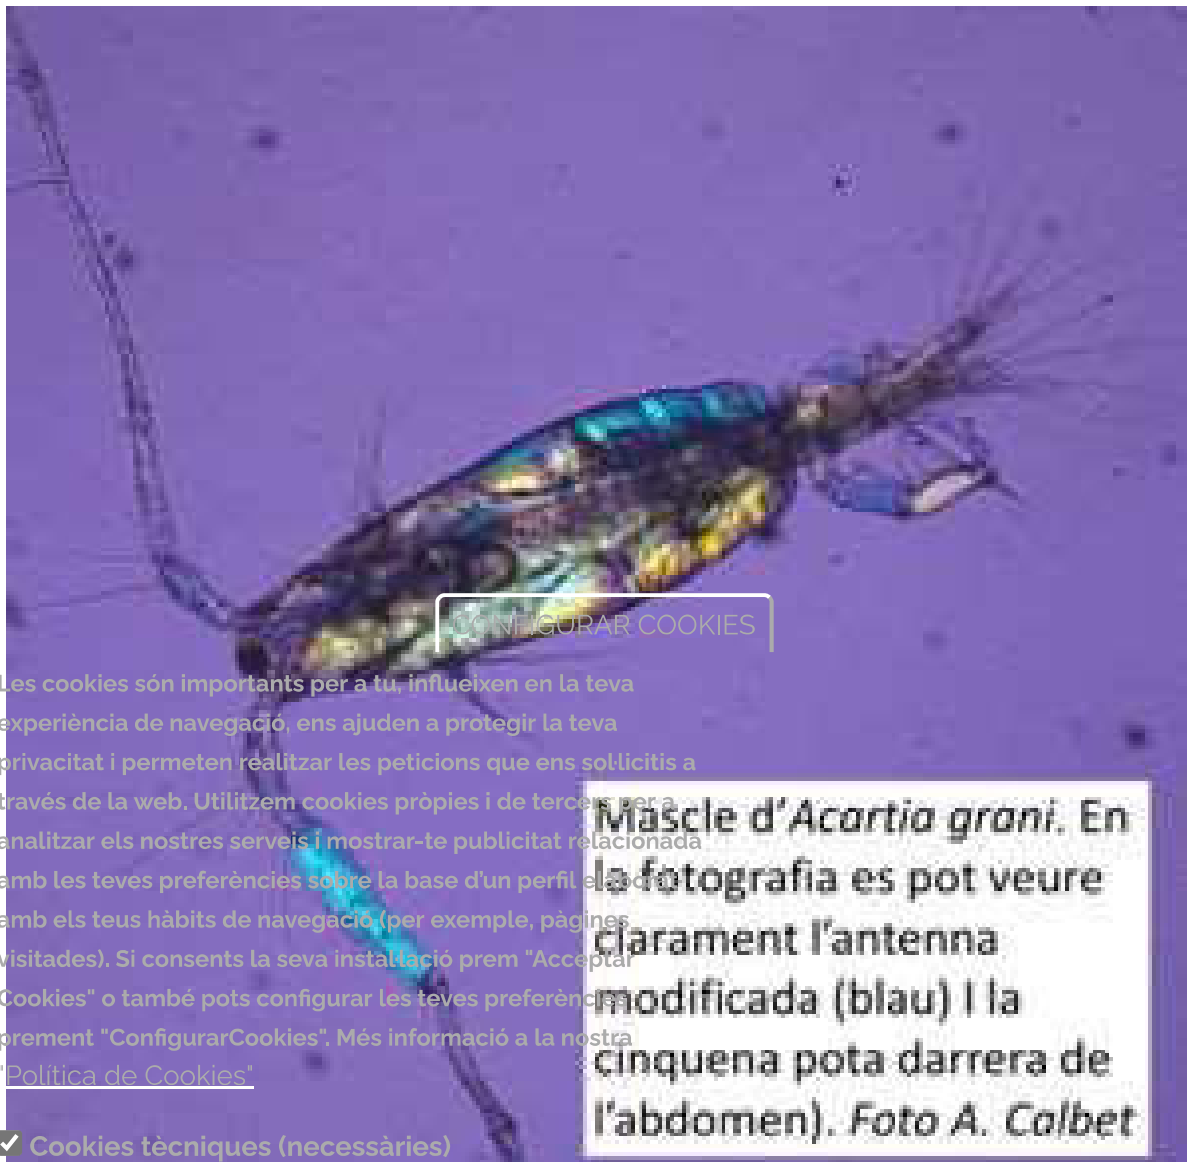 CONFIGURAR COOKIES
Les cookies són importants per a tu, influeixen en la teva
experiència de navegació, ens ajuden a protegir la teva
privacitat i permeten realitzar les peticions que ens sol·licitis a
través de la web. Utilitzem cookies pròpies i de tercers per a
analitzar els nostres serveis i mostrar-te publicitat relacionada
amb les teves preferències sobre la base d'un perfil elaborat
amb els teus hàbits de navegació (per exemple, pàgines
visitades). Si consents la seva instal·lació prem "Acceptar
Cookies" o també pots configurar les teves preferències
prement "ConfigurarCookies". Més informació a la nostra
"Política de Cookies"
Cookies tècniques (necessàries)
Mascle d'Acartia grani. En
la fotografia es pot veure
clarament l'antenna
modificada (blau) I la
cinquena pota darrera de
l'abdomen). Foto A. Calbet